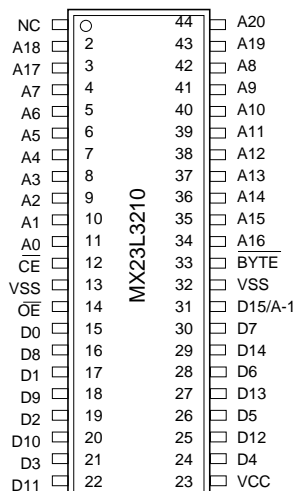 NC 44 A20
A18 2 43 A19
A17 3 42 A8
A7 4 41 A9
A6 5 40 A10
A5 6 39 A11
A4 7 38 A12
A3 8 37 A13
A2 9 36 A14
A1 10 35 A15
A0 11 34 A16
CE 12 33 BYTE
VSS 13 32 VSS
OE 14 31 D15/A-1
D0 15 30 D7
D8 16 29 D14
D1 17 28 D6
D9 18 27 D13
D2 19 26 D5
D10 20 25 D12
D3 21 24 D4
D11 22 23 VCC
MX23L3210